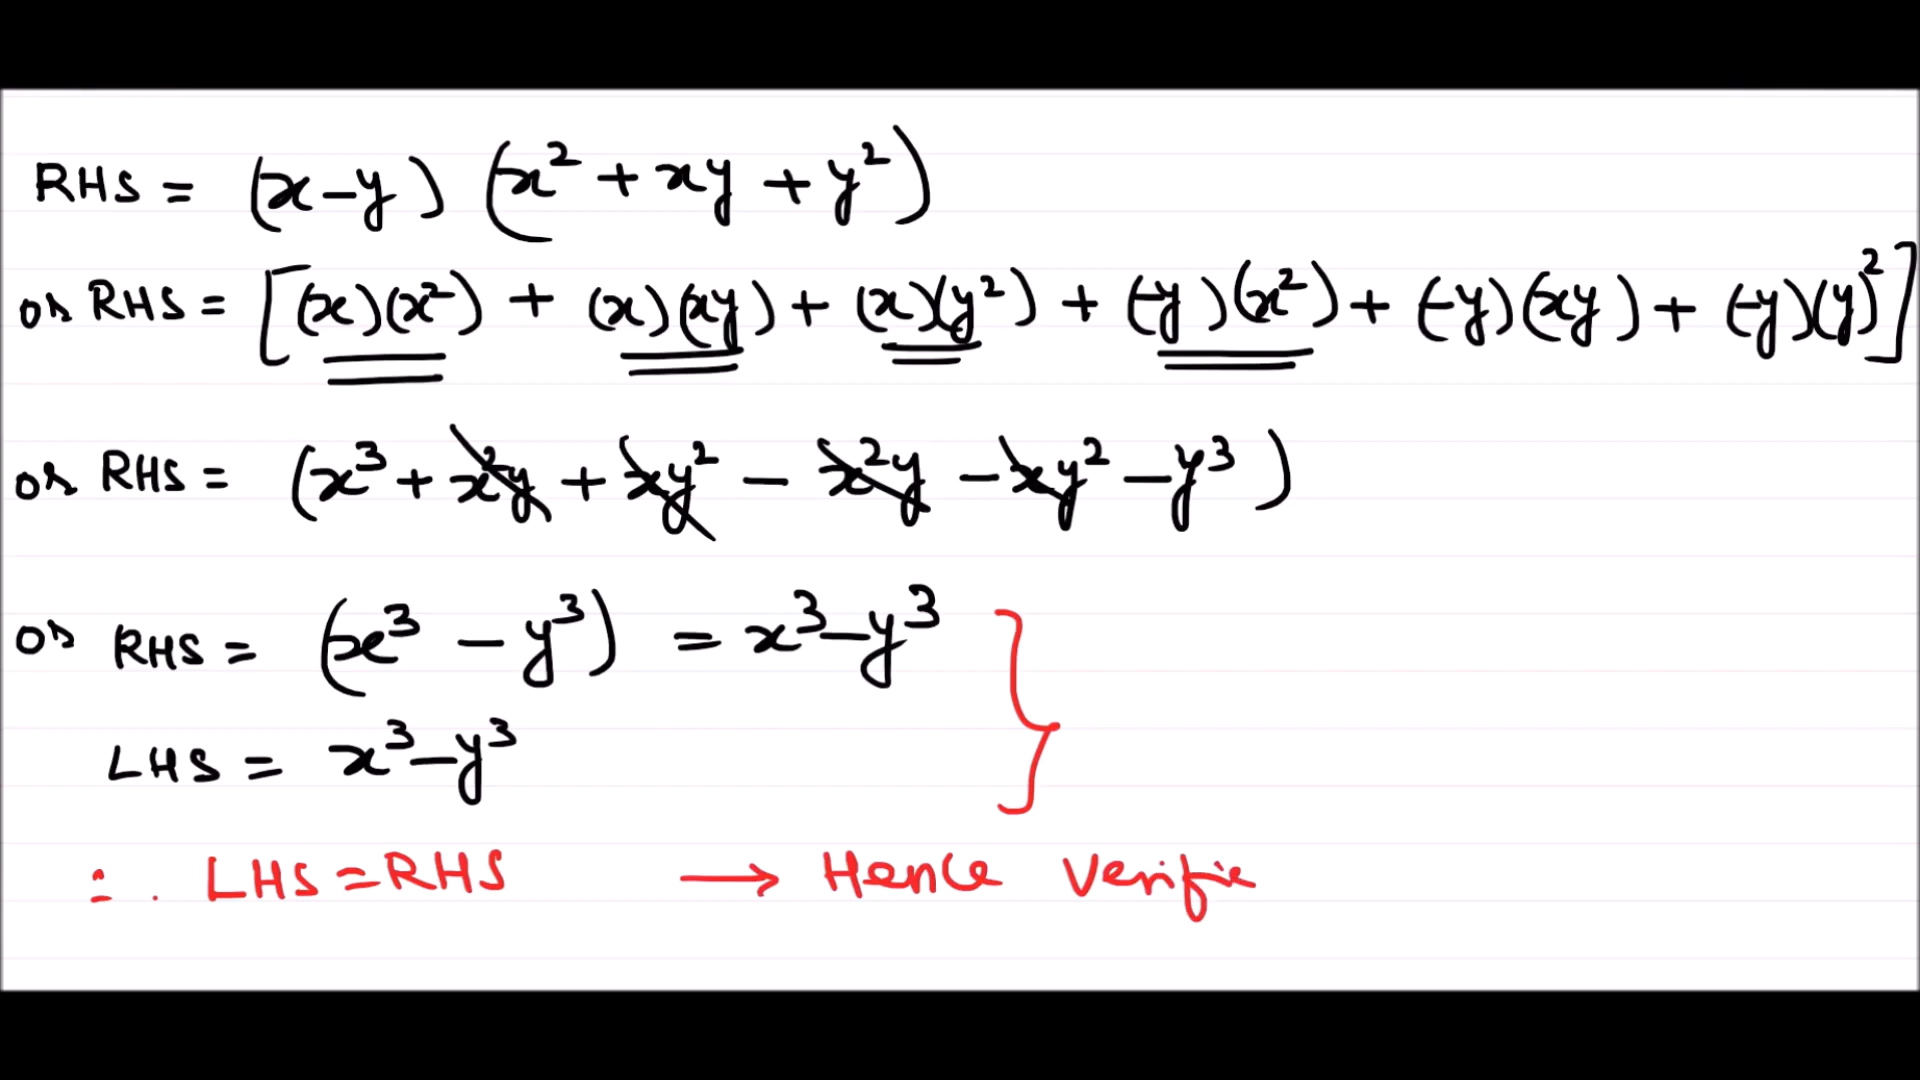 RHS = (x-y) (x² + xy + y²)
or RHS = [(x)(x²) + (x)(xy) + (x)(y²) + (-y)(x²) + (-y)(xy) + (-y)(y)²]
or RHS = (x³ + x²y + xy² - x²y - xy² - y³)
or RHS = (x³ - y³) = x³-y³
LHS = x³-y³
∴ LHS = RHS → Hence Verifie